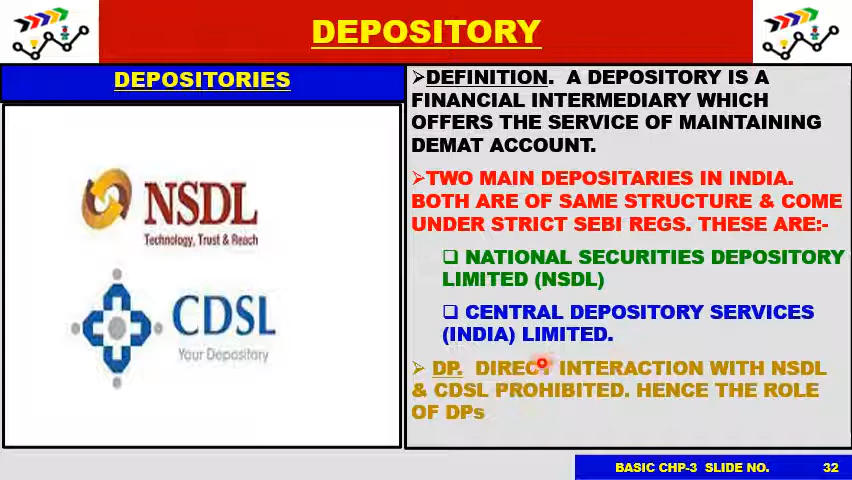 DEPOSITORY
DEPOSITORIES
NSDL
Technology, Trust & Reach
CDSL
Your Depository
➢DEFINITION.  A DEPOSITORY IS A
FINANCIAL INTERMEDIARY WHICH
OFFERS THE SERVICE OF MAINTAINING
DEMAT ACCOUNT.
➢TWO MAIN DEPOSITARIES IN INDIA.
BOTH ARE OF SAME STRUCTURE & COME
UNDER STRICT SEBI REGS. THESE ARE:-
❑ NATIONAL SECURITIES DEPOSITORY
LIMITED (NSDL)
❑ CENTRAL DEPOSITORY SERVICES
(INDIA) LIMITED.
➢ DP.  DIRECT INTERACTION WITH NSDL
& CDSL PROHIBITED. HENCE THE ROLE
OF DPs
BASIC CHP-3  SLIDE NO. 32